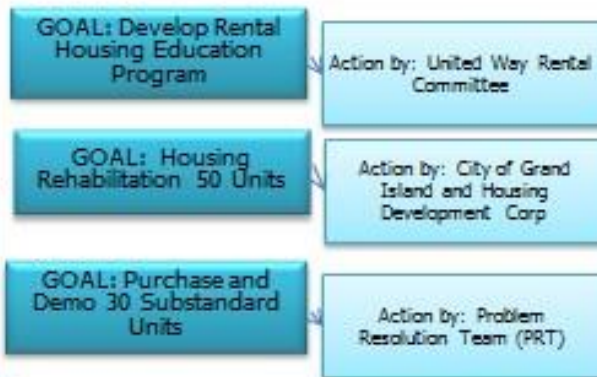 GOAL: Develop Rental
Housing Education
Program
Action by: United Way Rental
Committee
GOAL: Housing
Rehabilitation 50 Units
Action by: City of Grand
Island and Housing
Development Corp
GOAL: Purchase and
Demo 30 Substandard
Units
Action by: Problem
Resolution Team (PRT)